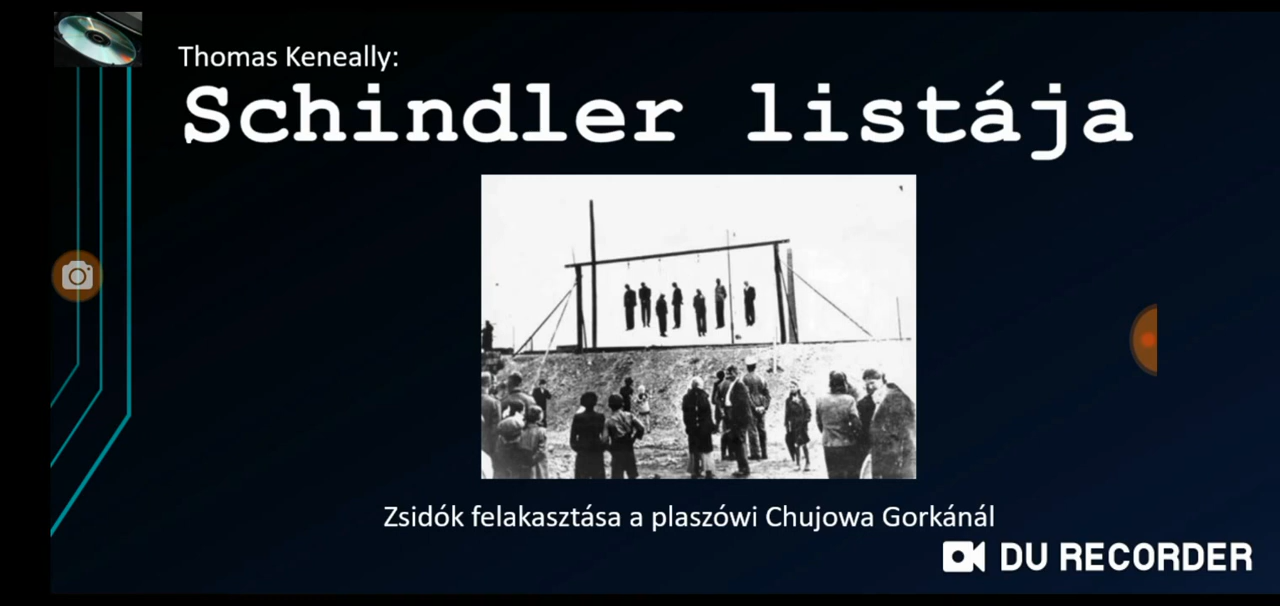 Thomas Keneally:
Schindler listája
Zsidók felakasztása a plaszówi Chujowa Gorkánál
DU RECORDER